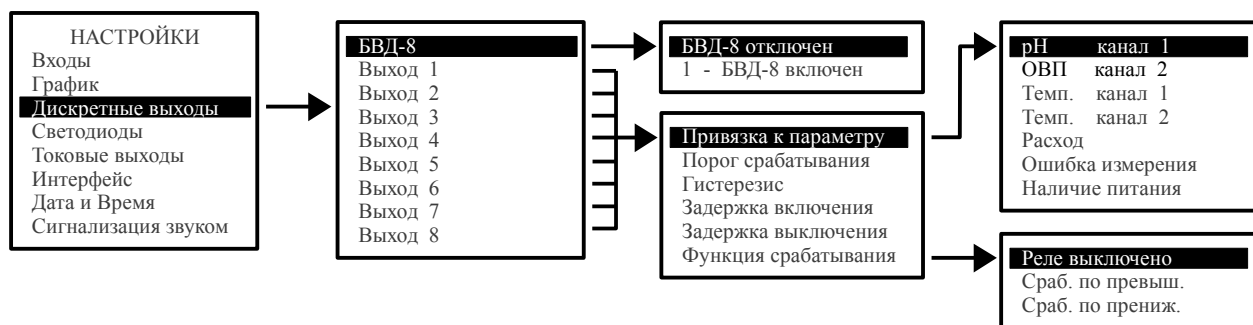 НАСТРОЙКИ
Входы
График
Дискретные выходы
Светодиоды
Токовые выходы
Интерфейс
Дата и Время
Сигнализация звуком
БВД-8
Выход 1
Выход 2
Выход 3
Выход 4
Выход 5
Выход 6
Выход 7
Выход 8
БВД-8 отключен
1 - БВД-8 включен
Привязка к параметру
Порог срабатывания
Гистерезис
Задержка включения
Задержка выключения
Функция срабатывания
pH канал 1
ОВП канал 2
Темп. канал 1
Темп. канал 2
Расход
Ошибка измерения
Наличие питания
Реле выключено
Сраб. по превыш.
Сраб. по прениж.